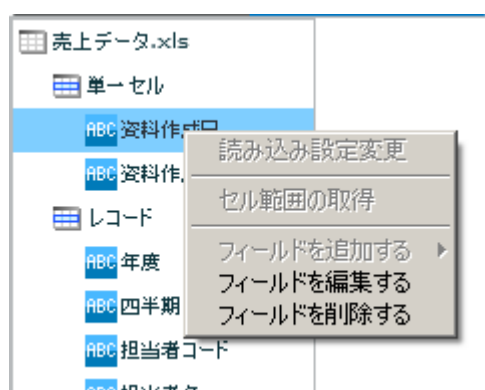 売上データ.xls
単一セル
ABC 資料作成日
読み込み設定変更
ABC 資料作
セル範囲の取得
レコード
フィールドを追加する
ABC 年度
フィールドを編集する
ABC 四半期
フィールドを削除する
ABC 担当者コード